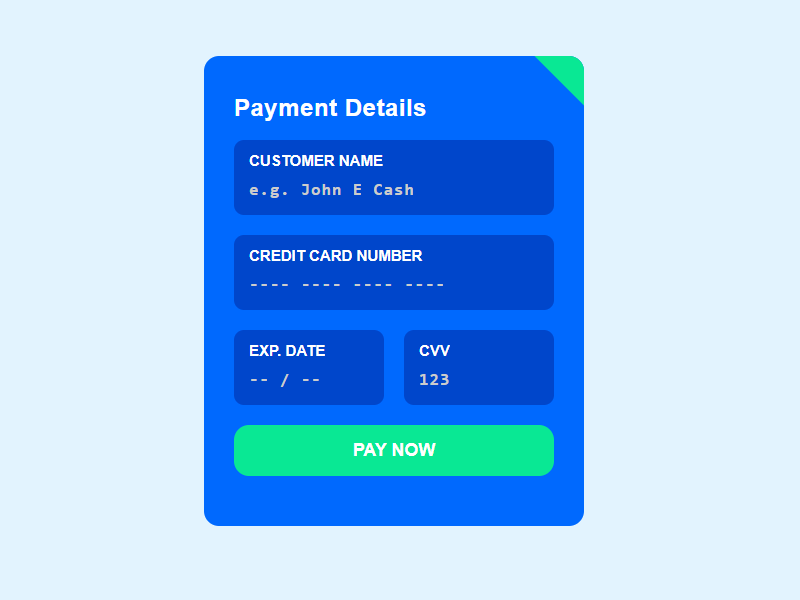 Payment Details
CUSTOMER NAME
e.g. John E Cash
CREDIT CARD NUMBER
---- ---- ---- ----
EXP. DATE
-- / --
CVV
123
PAY NOW